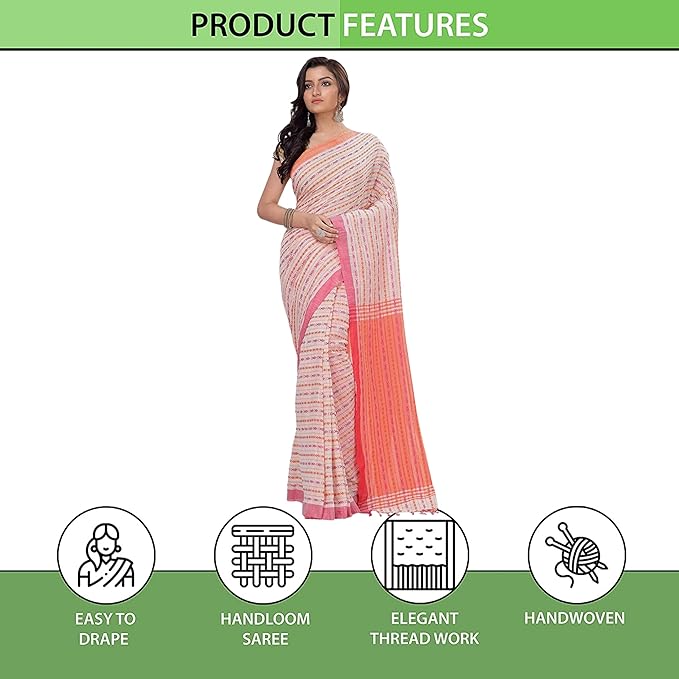 PRODUCT FEATURES
EASY TO
DRAPE
HANDLOOM
SAREE
ELEGANT
THREAD WORK
HANDWOVEN